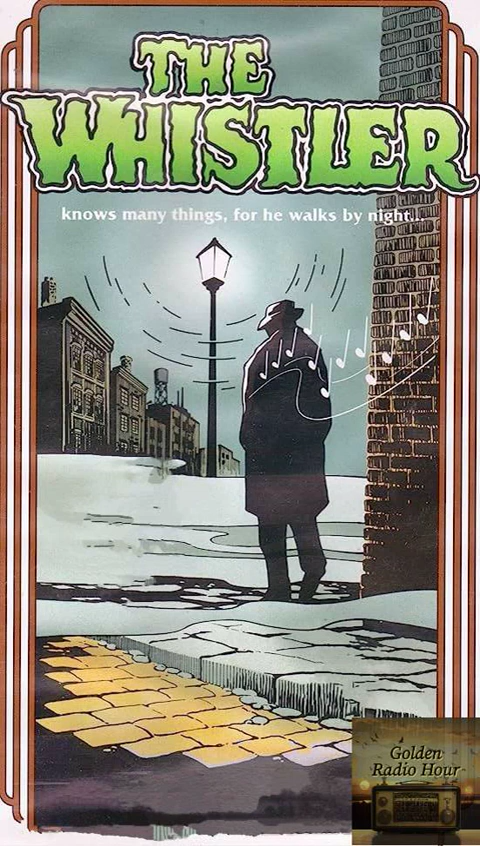 THE
WHISTLER
knows many things, for he walks by night...
Golden
Radio Hour